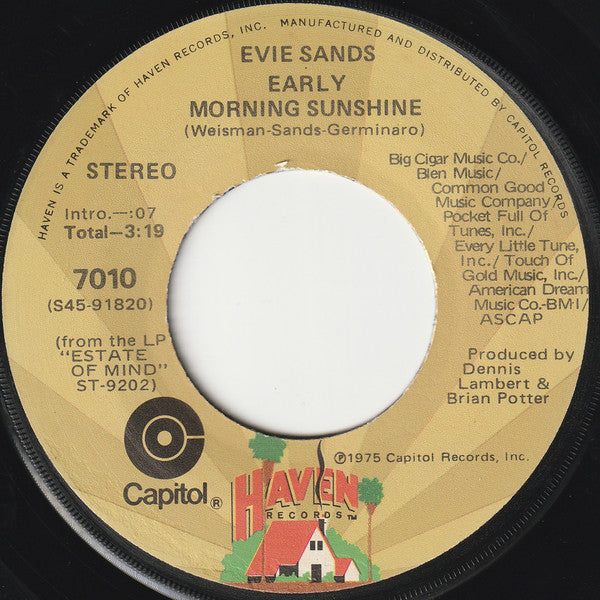 HAVEN IS A TRADEMARK OF HAVEN RECORDS, INC. MANUFACTURED AND DISTRIBUTED BY CAPITOL RECORDS
EVIE SANDS
EARLY
MORNING SUNSHINE
(Weisman-Sands-Germinaro)
STEREO
Intro.—:07
Total—3:19
7010
(S45-91820)
(from the LP
"ESTATE
OF MIND"
ST-9202)
Big Cigar Music Co./
Blen Music/
Common Good
Music Company/
Pocket Full Of
Tunes, Inc./
Every Little Tune,
Inc./ Touch Of
Gold Music, Inc./
American Dream
Music Co.-BMI/
ASCAP
Produced by
Dennis
Lambert &
Brian Potter
Capitol®
℗1975 Capitol Records, Inc.
HAVEN
RECORDS™